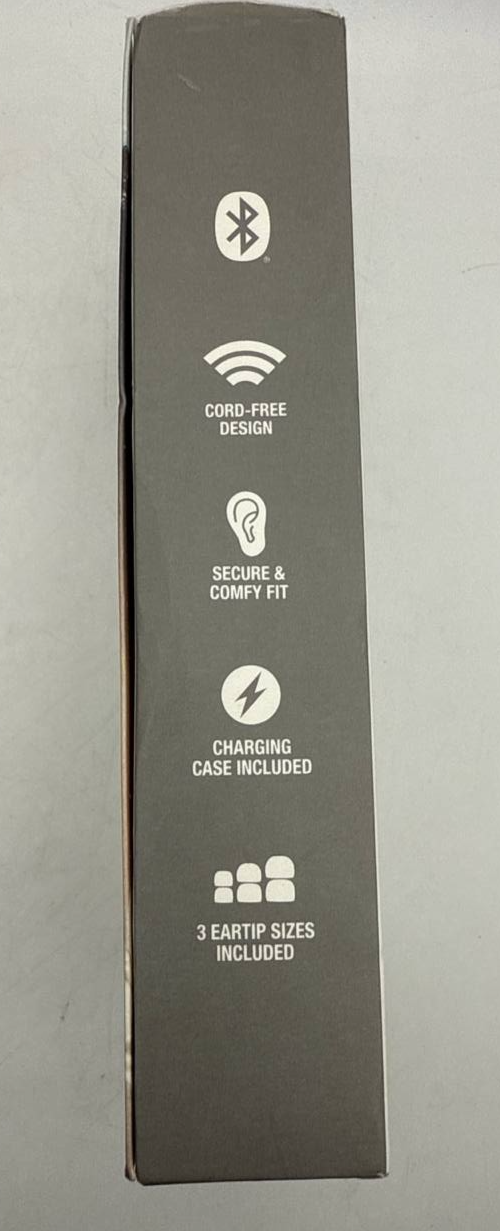 CORD-FREE
DESIGN
SECURE &
COMFY FIT
CHARGING
CASE INCLUDED
3 EARTIP SIZES
INCLUDED